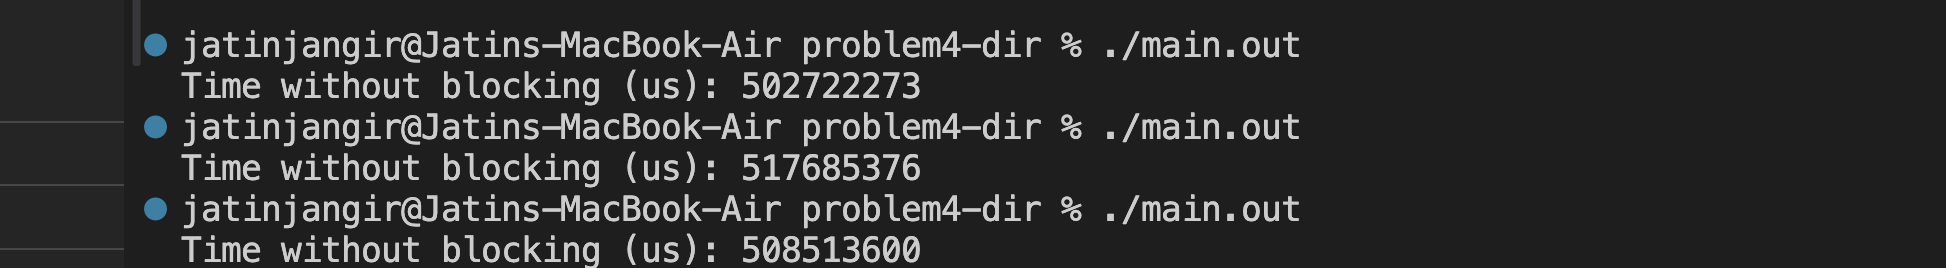 jatinjangir@Jatins-MacBook-Air problem4-dir % ./main.out
Time without blocking (us): 502722273
jatinjangir@Jatins-MacBook-Air problem4-dir % ./main.out
Time without blocking (us): 517685376
jatinjangir@Jatins-MacBook-Air problem4-dir % ./main.out
Time without blocking (us): 508513600